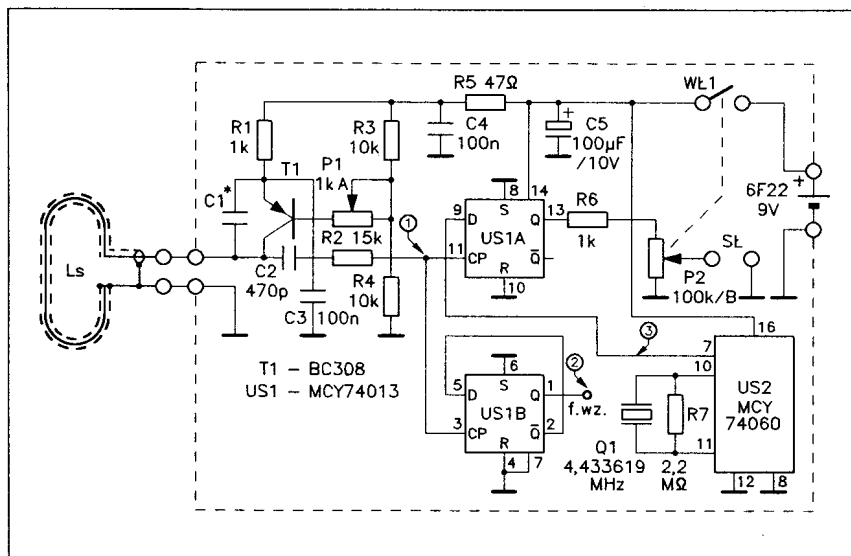 R5 47Ω
WŁ1
R1
1k
R3
10k
C4
100n
C5
100µF
/10V
+
T1
P1
1kA
C1*
8
14
S
6F22
9V
+
9
D
Q
13
R6
1k
1
R2 15k
US1A
11
CP
Q̅
SŁ
Ls
C2
470p
R4
10k
R
10
P2
100k/B
C3
100n
16
3
7
T1 – BC308
US1 – MCY74013
6
S
2
10
US2
MCY
74060
5
D
Q
1
f.wz.
US1B
R7
3
CP
Q̅
2
11
R
4
7
Q1
4,433619
MHz
2,2
MΩ
12
8